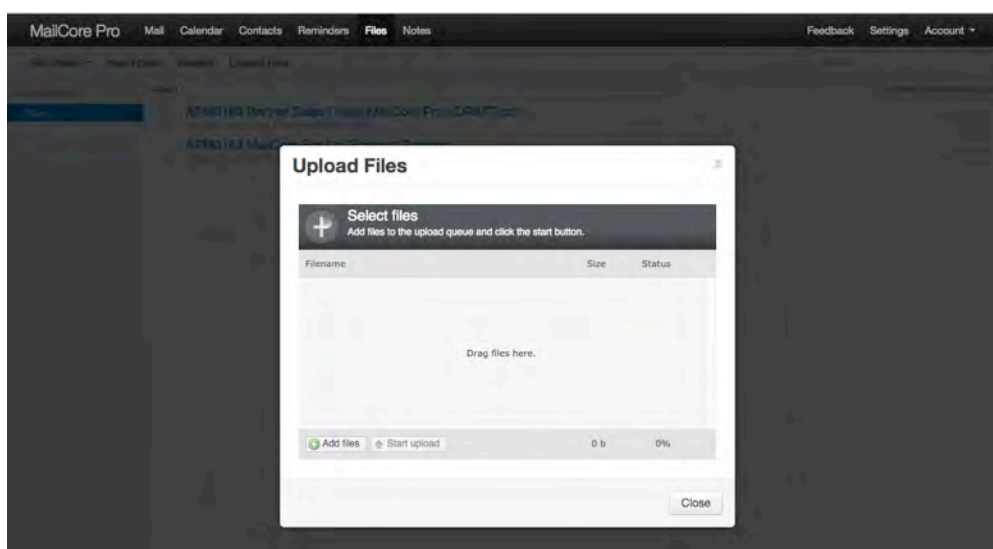 MailCore Pro Mail Calendar Contacts Reminders Files Notes Feedback Settings Account
Upload Files
x
Select files
Add files to the upload queue and click the start button.
Filename Size Status
Drag files here.
Add files Start upload 0 b 0%
Close